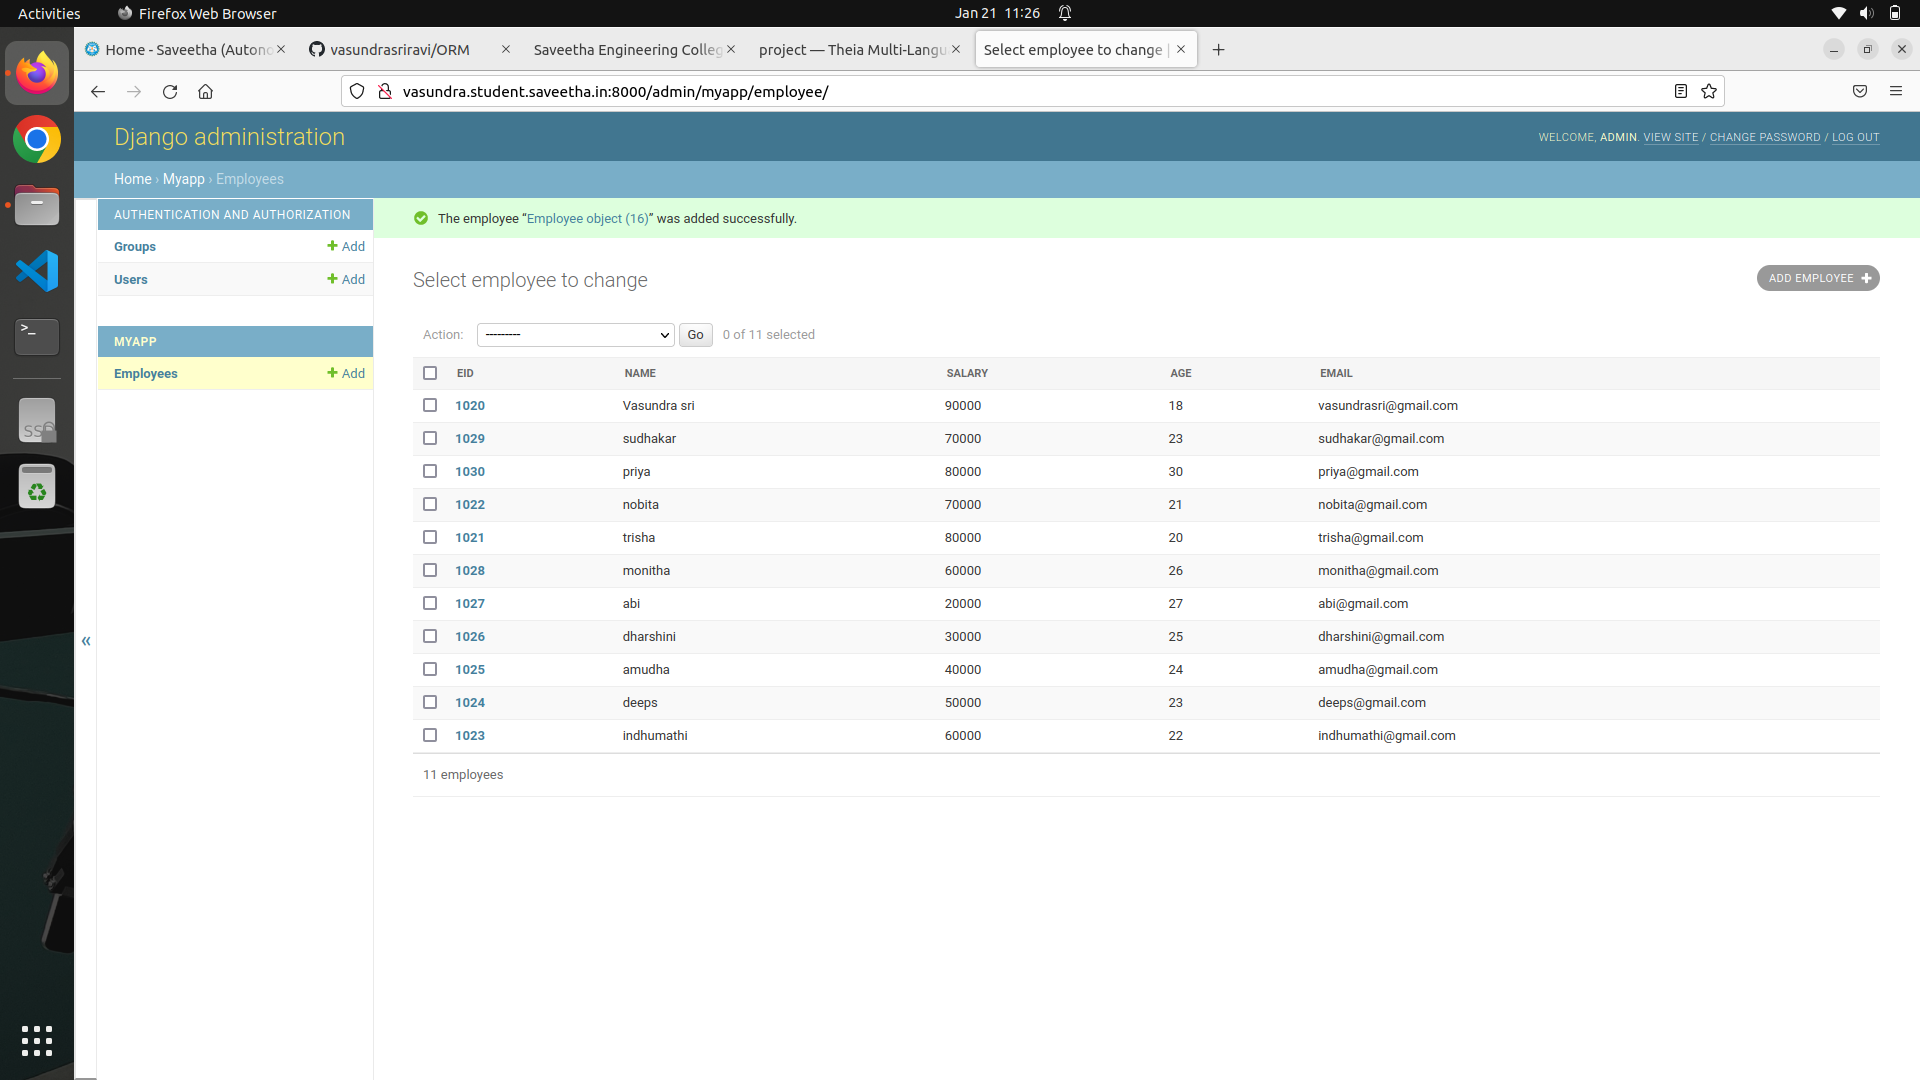 Activities Firefox Web Browser Jan 21 11:26
Home - Saveetha (Autono vasundrasriravi/ORM Saveetha Engineering Colleg project — Theia Multi-Langu Select employee to change |
vasundra.student.saveetha.in:8000/admin/myapp/employee/
Django administration WELCOME, ADMIN. VIEW SITE / CHANGE PASSWORD / LOG OUT
Home › Myapp › Employees
AUTHENTICATION AND AUTHORIZATION
Groups + Add
Users + Add
MYAPP
Employees + Add
«
The employee “Employee object (16)” was added successfully.
Select employee to change ADD EMPLOYEE +
Action: --------- Go 0 of 11 selected
EID NAME SALARY AGE EMAIL
1020 Vasundra sri 90000 18 vasundrasri@gmail.com
1029 sudhakar 70000 23 sudhakar@gmail.com
1030 priya 80000 30 priya@gmail.com
1022 nobita 70000 21 nobita@gmail.com
1021 trisha 80000 20 trisha@gmail.com
1028 monitha 60000 26 monitha@gmail.com
1027 abi 20000 27 abi@gmail.com
1026 dharshini 30000 25 dharshini@gmail.com
1025 amudha 40000 24 amudha@gmail.com
1024 deeps 50000 23 deeps@gmail.com
1023 indhumathi 60000 22 indhumathi@gmail.com
11 employees
>_
SS